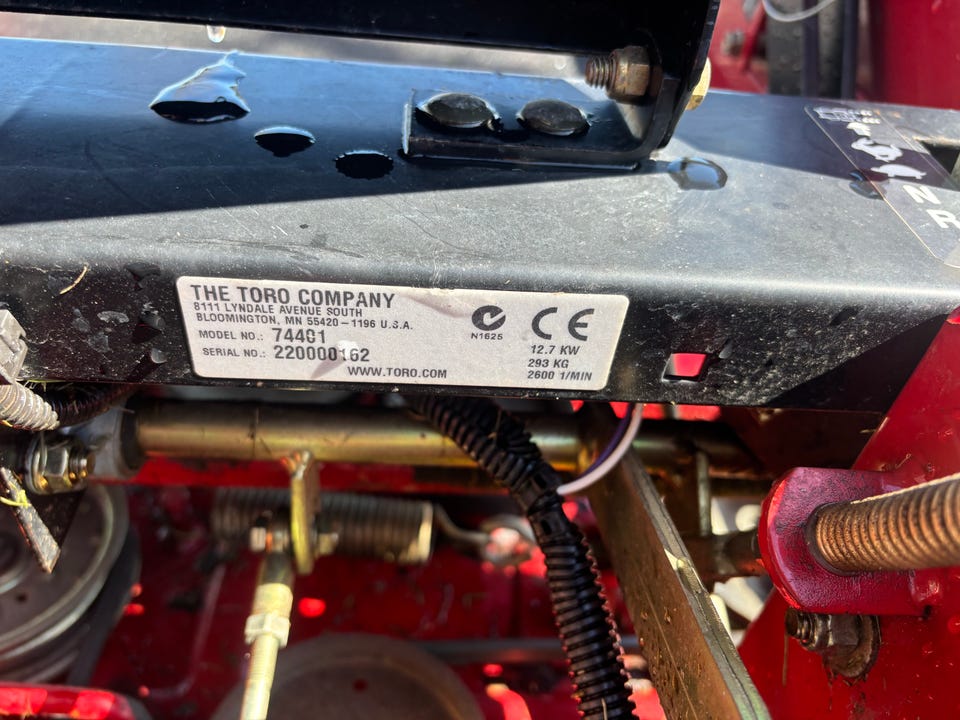 THE TORO COMPANY
8111 LYNDALE AVENUE SOUTH
BLOOMINGTON, MN 55420-1196 U.S.A.
MODEL NO.: 74401
SERIAL NO.: 220000162
WWW.TORO.COM
N1625
CE
12.7 KW
293 KG
2600 1/MIN
N
R